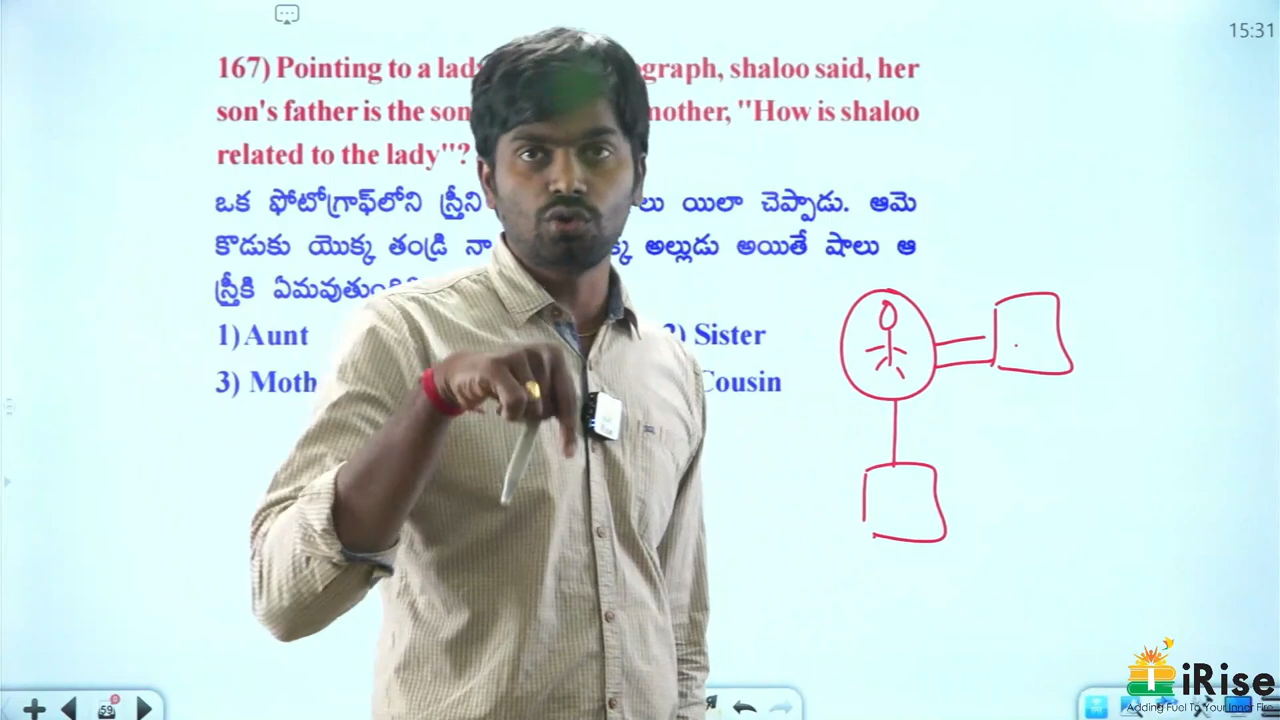 15:31
167) Pointing to a lady graph, shaloo said, her
son's father is the son mother, "How is shaloo
related to the lady"?
ఒక ఫోటోగ్రాఫ్‌లోని స్త్రీని లు యిలా చెప్పాడు. ఆమె
కొడుకు యొక్క తండ్రి నా క్క అల్లుడు అయితే షాలు ఆ
స్త్రీకి
1) Aunt 2) Sister
3) Moth Cousin
59
iRise
Adding Fuel To Your Inner Fire